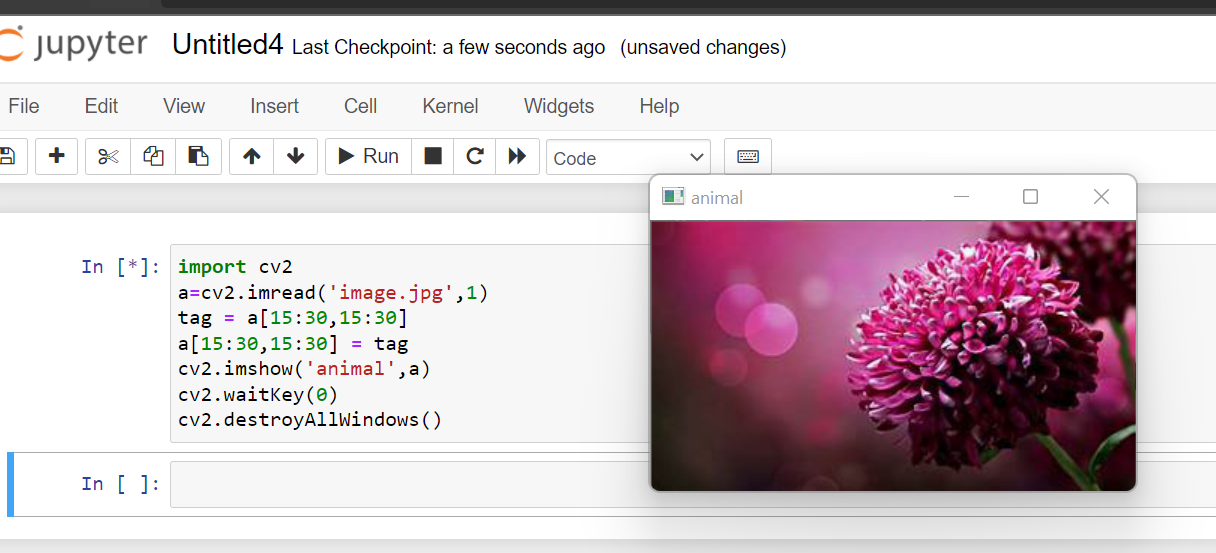 jupyter Untitled4 Last Checkpoint: a few seconds ago (unsaved changes)
File Edit View Insert Cell Kernel Widgets Help
Run Code
animal
In [*]:
import cv2
a=cv2.imread('image.jpg',1)
tag = a[15:30,15:30]
a[15:30,15:30] = tag
cv2.imshow('animal',a)
cv2.waitKey(0)
cv2.destroyAllWindows()
In [ ]: